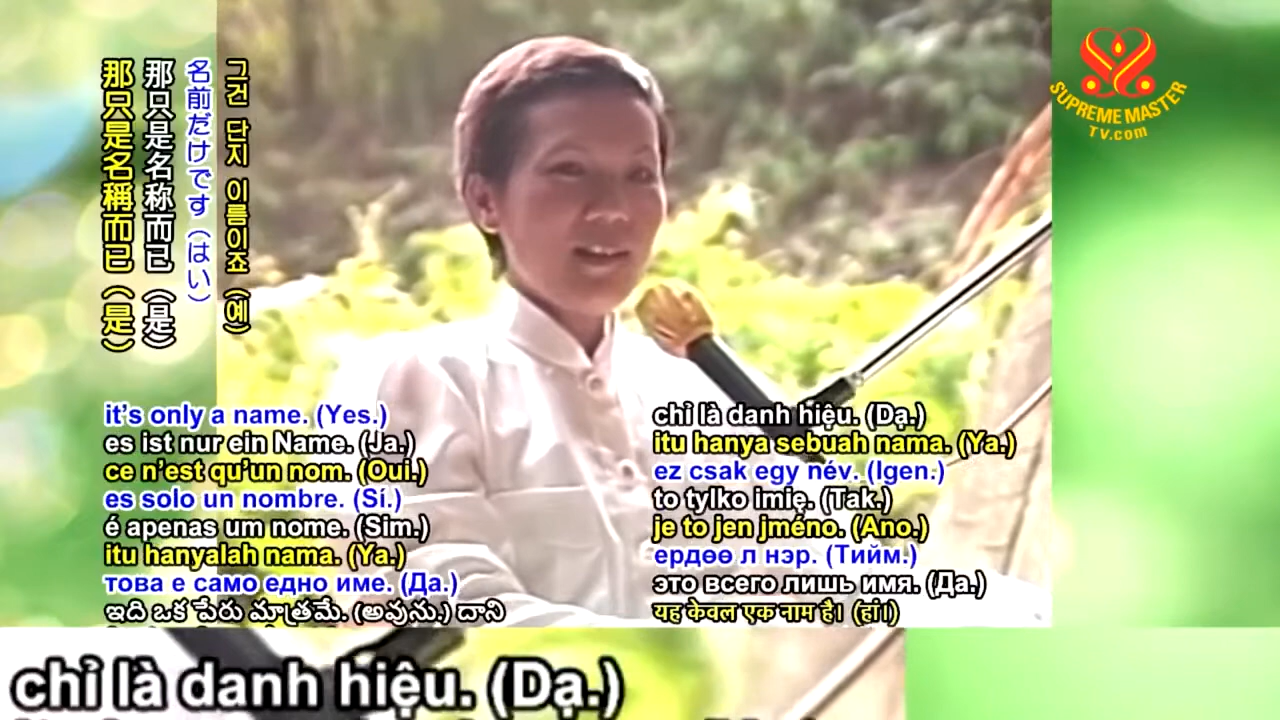 그건 단지 이름이죠 (예)
名前だけです (はい)
那只是名称而已 (是)
那只是名稱而已 (是)
SUPREME MASTER
TV.com
it's only a name. (Yes.)
es ist nur ein Name. (Ja.)
ce n'est qu'un nom. (Oui.)
es solo un nombre. (Sí.)
é apenas um nome. (Sim.)
itu hanyalah nama. (Ya.)
това е само едно име. (Да.)
ఇది ఒక పేరు మాత్రమే. (అవును.) దాని
chỉ là danh hiệu. (Dạ.)
itu hanya sebuah nama. (Ya.)
ez csak egy név. (Igen.)
to tylko imię. (Tak.)
je to jen jméno. (Ano.)
ердөө л нэр. (Тийм.)
это всего лишь имя. (Да.)
यह केवल एक नाम है। (हां।)
chỉ là danh hiệu. (Dạ.)